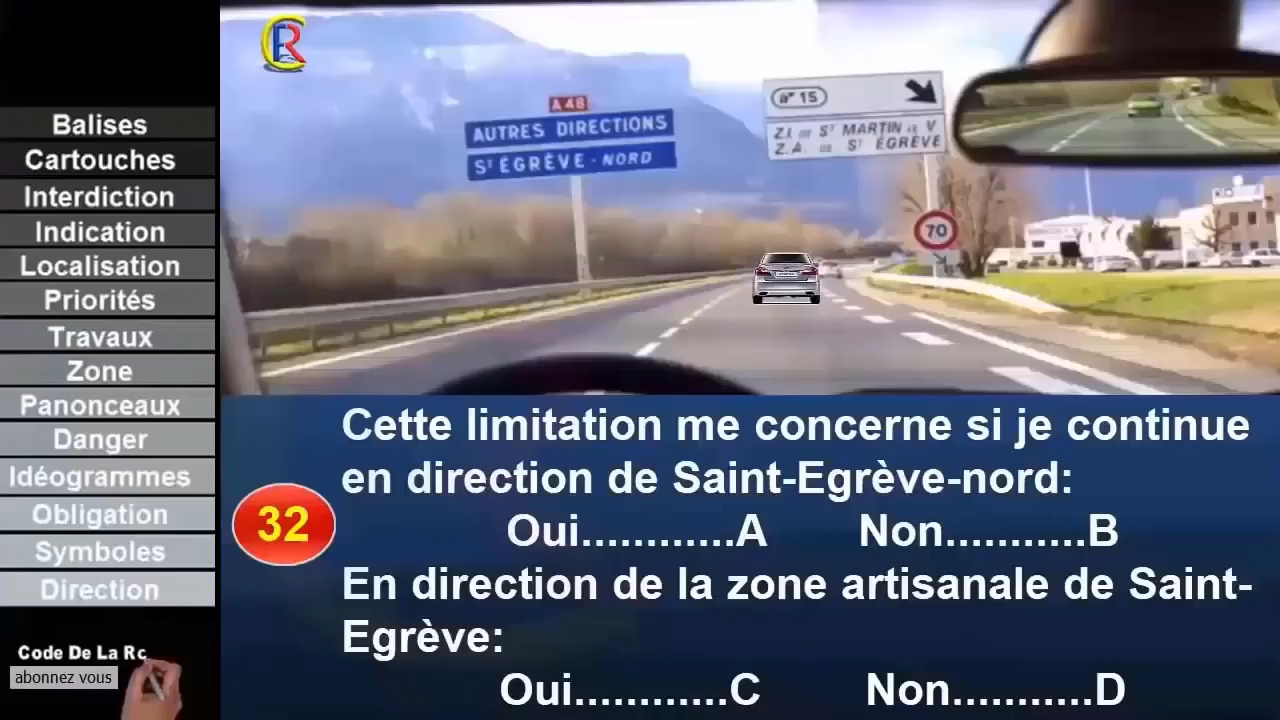 Balises
Cartouches
Interdiction
Indication
Localisation
Priorités
Travaux
Zone
Panonceaux
Danger
Idéogrammes
Obligation
Symboles
Direction
Code De La Rc
abonnez vous
A 48
AUTRES DIRECTIONS
ST ÉGRÈVE - NORD
15
Z.I. DE ST MARTIN LE V
Z.A. DE ST ÉGRÈVE
70
32
Cette limitation me concerne si je continue
en direction de Saint-Egrève-nord:
Oui............A Non...........B
En direction de la zone artisanale de Saint-
Egrève:
Oui............C Non...........D